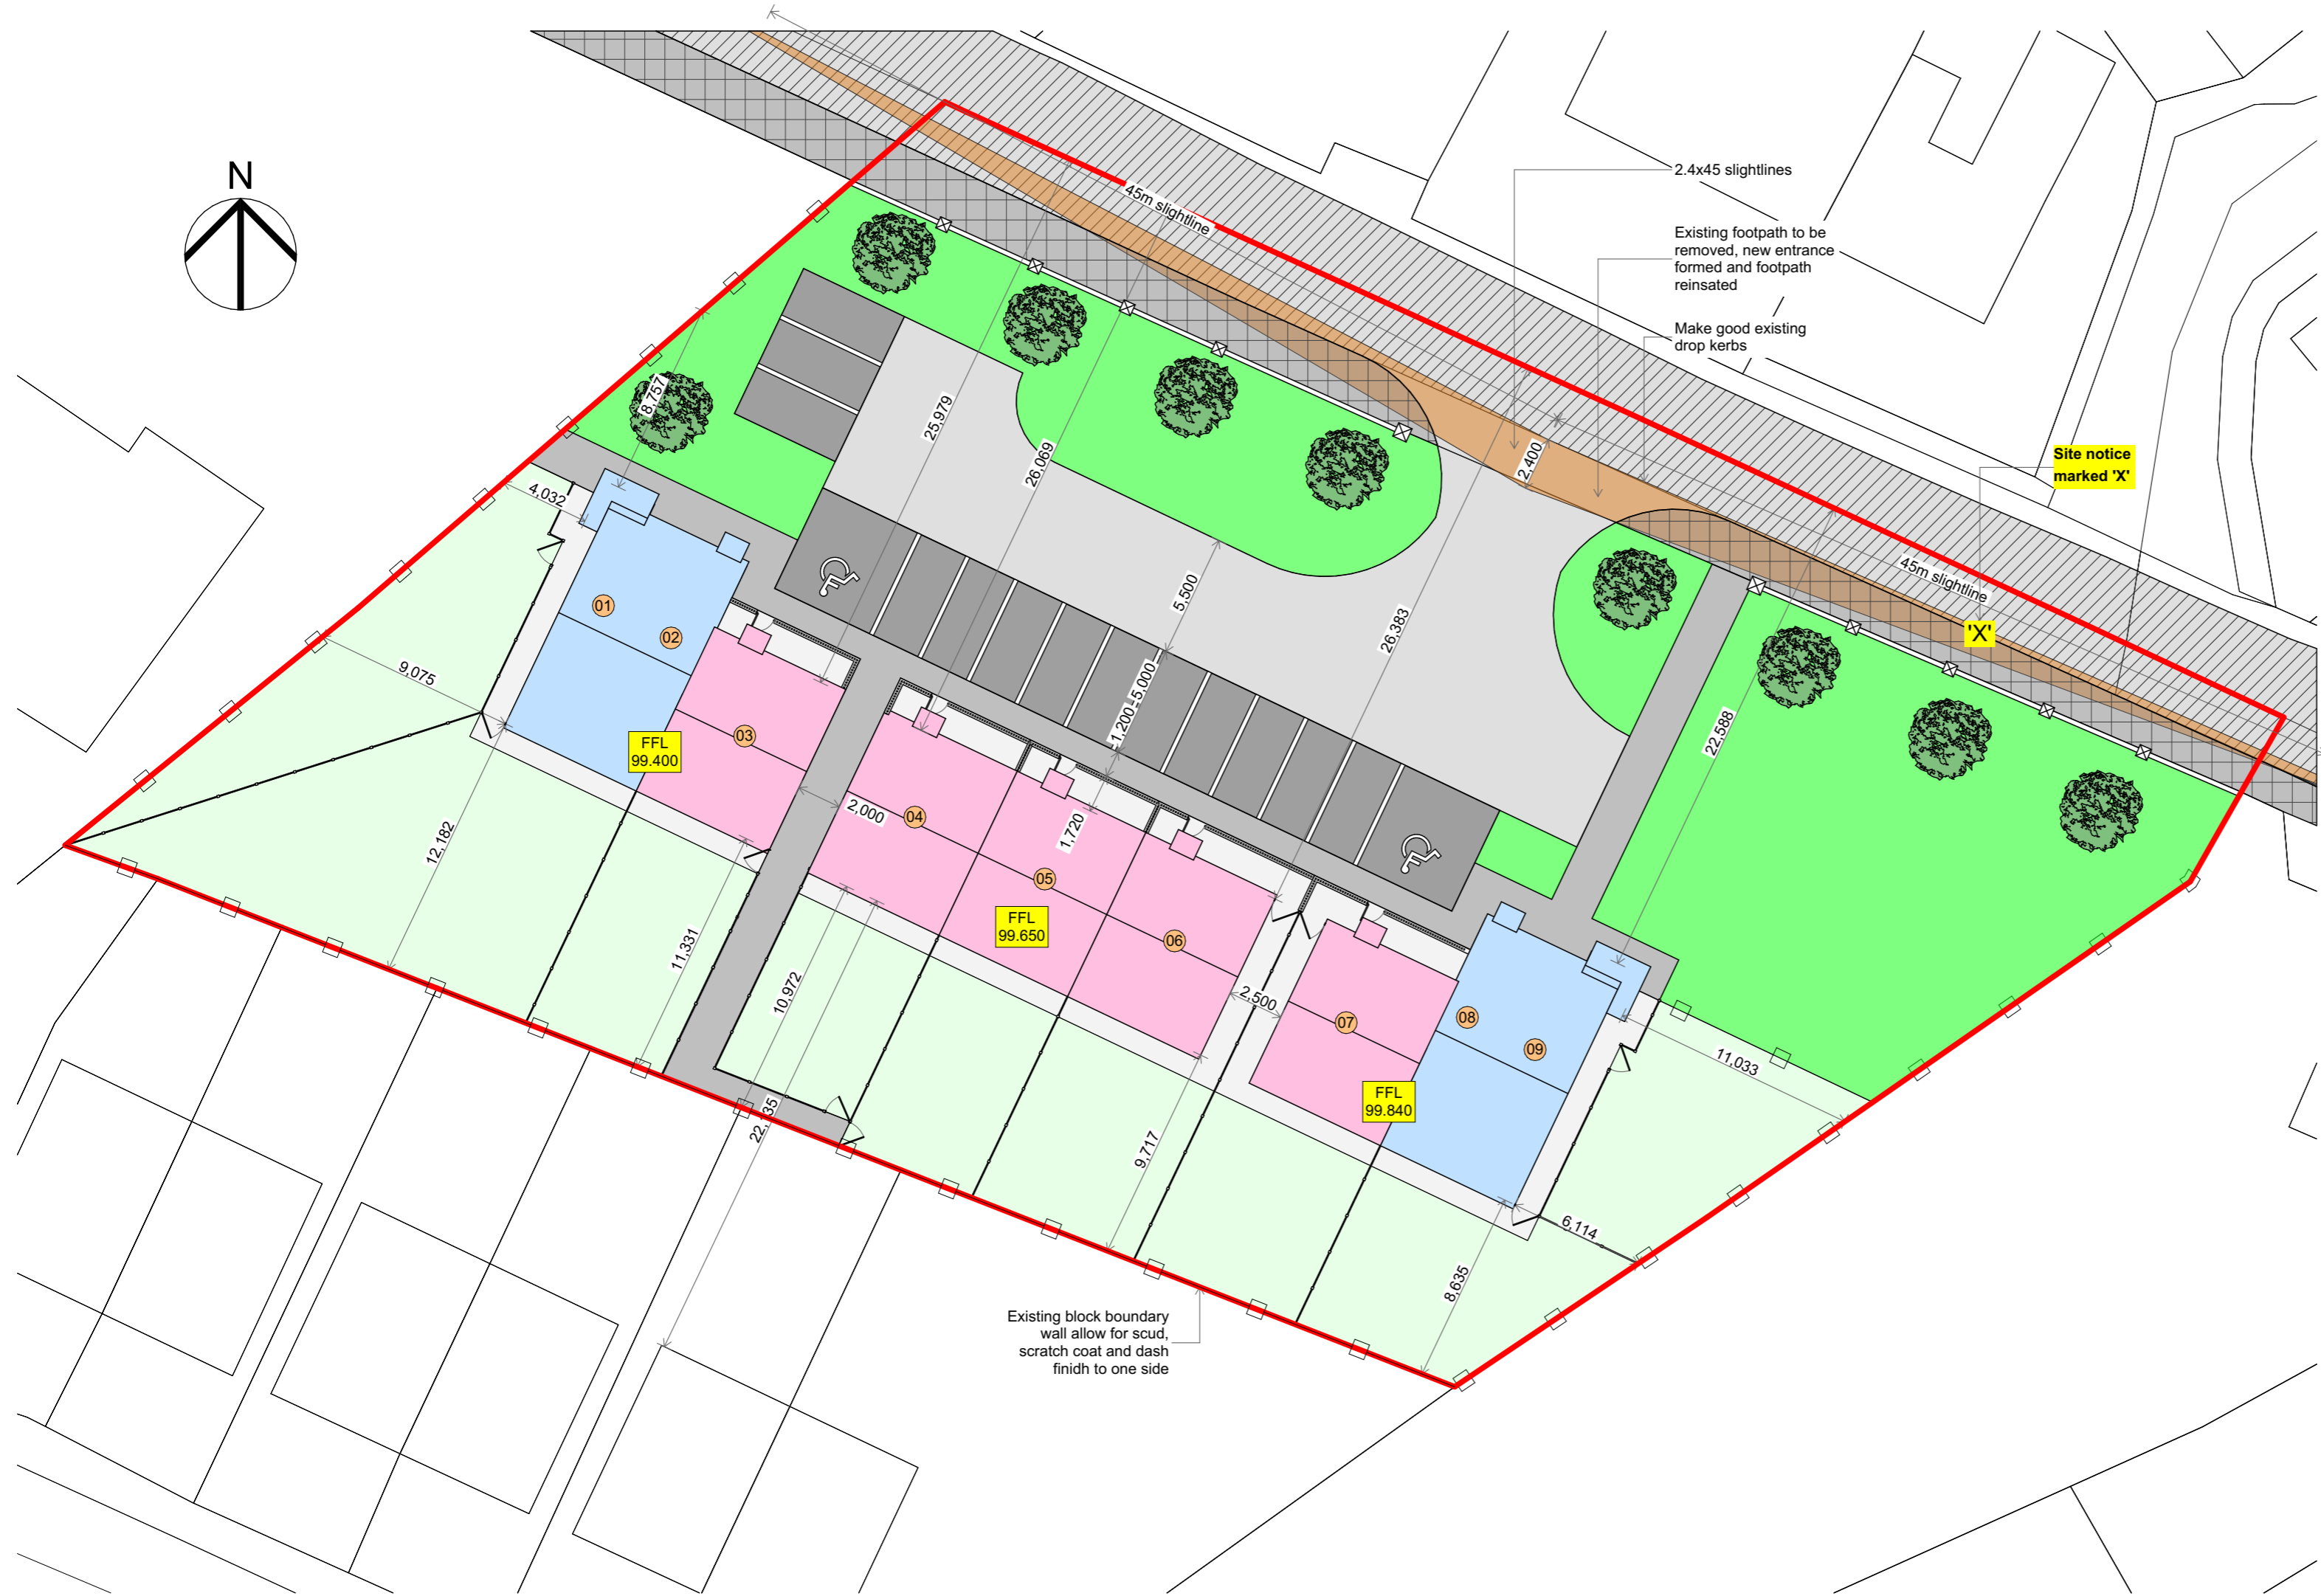 N
45m slightline
2.4x45 slightlines
Existing footpath to be
removed, new entrance
formed and footpath
reinsated
Make good existing
drop kerbs
Site notice
marked 'X'
8,757
25,979
26,069
2,400
4,032
5,500
26,383
45m slightline
'X'
01
02
9,075
03
FFL
99.400
1,200
5,000
22,588
2,000
04
1,720
12,182
05
06
FFL
99.650
11,331
10,972
2,500
07
08
09
11,033
FFL
99.840
9,717
6,114
8,635
Existing block boundary
wall allow for scud,
scratch coat and dash
finidh to one side